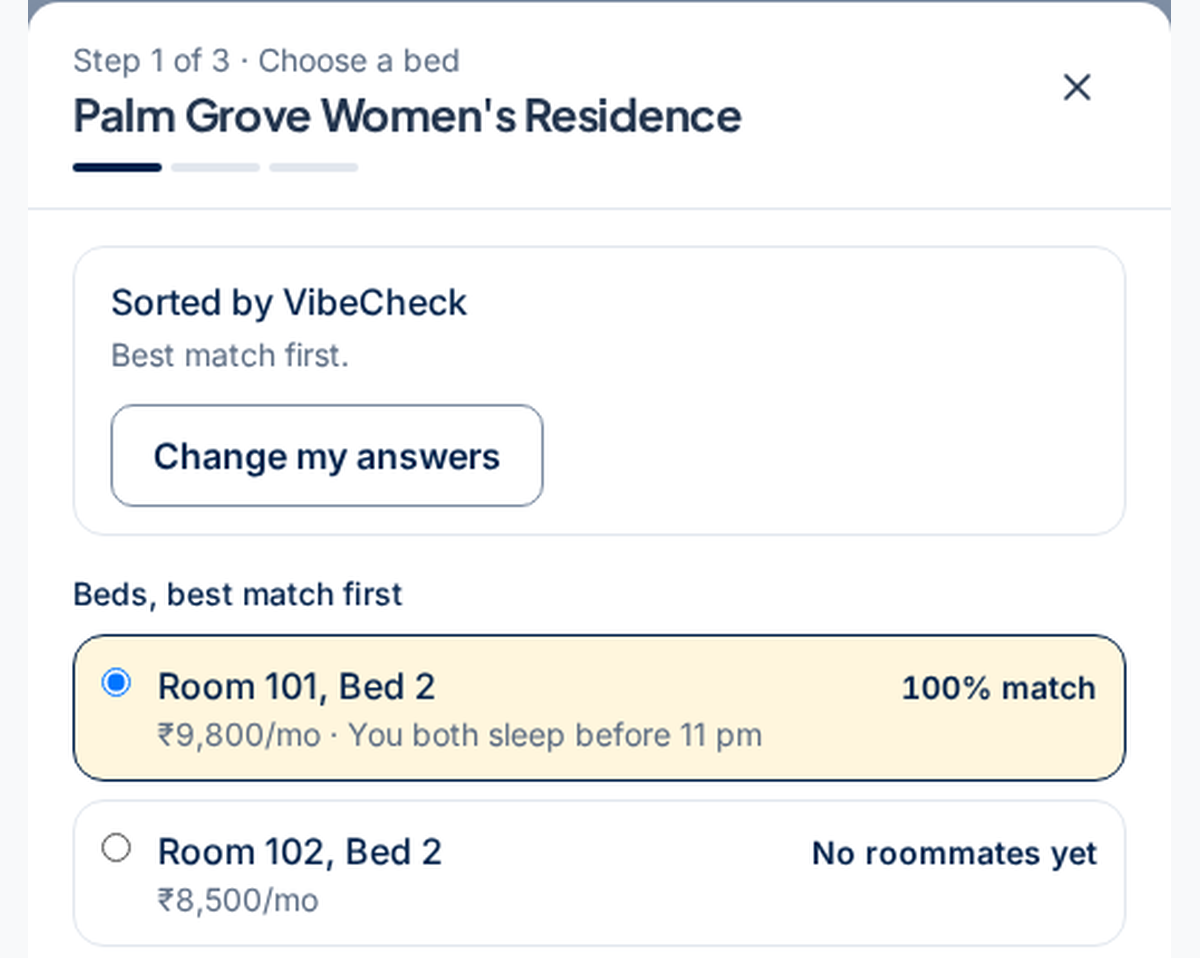 Step 1 of 3 · Choose a bed
Palm Grove Women's Residence
Sorted by VibeCheck
Best match first.
Change my answers
Beds, best match first
Room 101, Bed 2
100% match
₹9,800/mo · You both sleep before 11 pm
Room 102, Bed 2
No roommates yet
₹8,500/mo